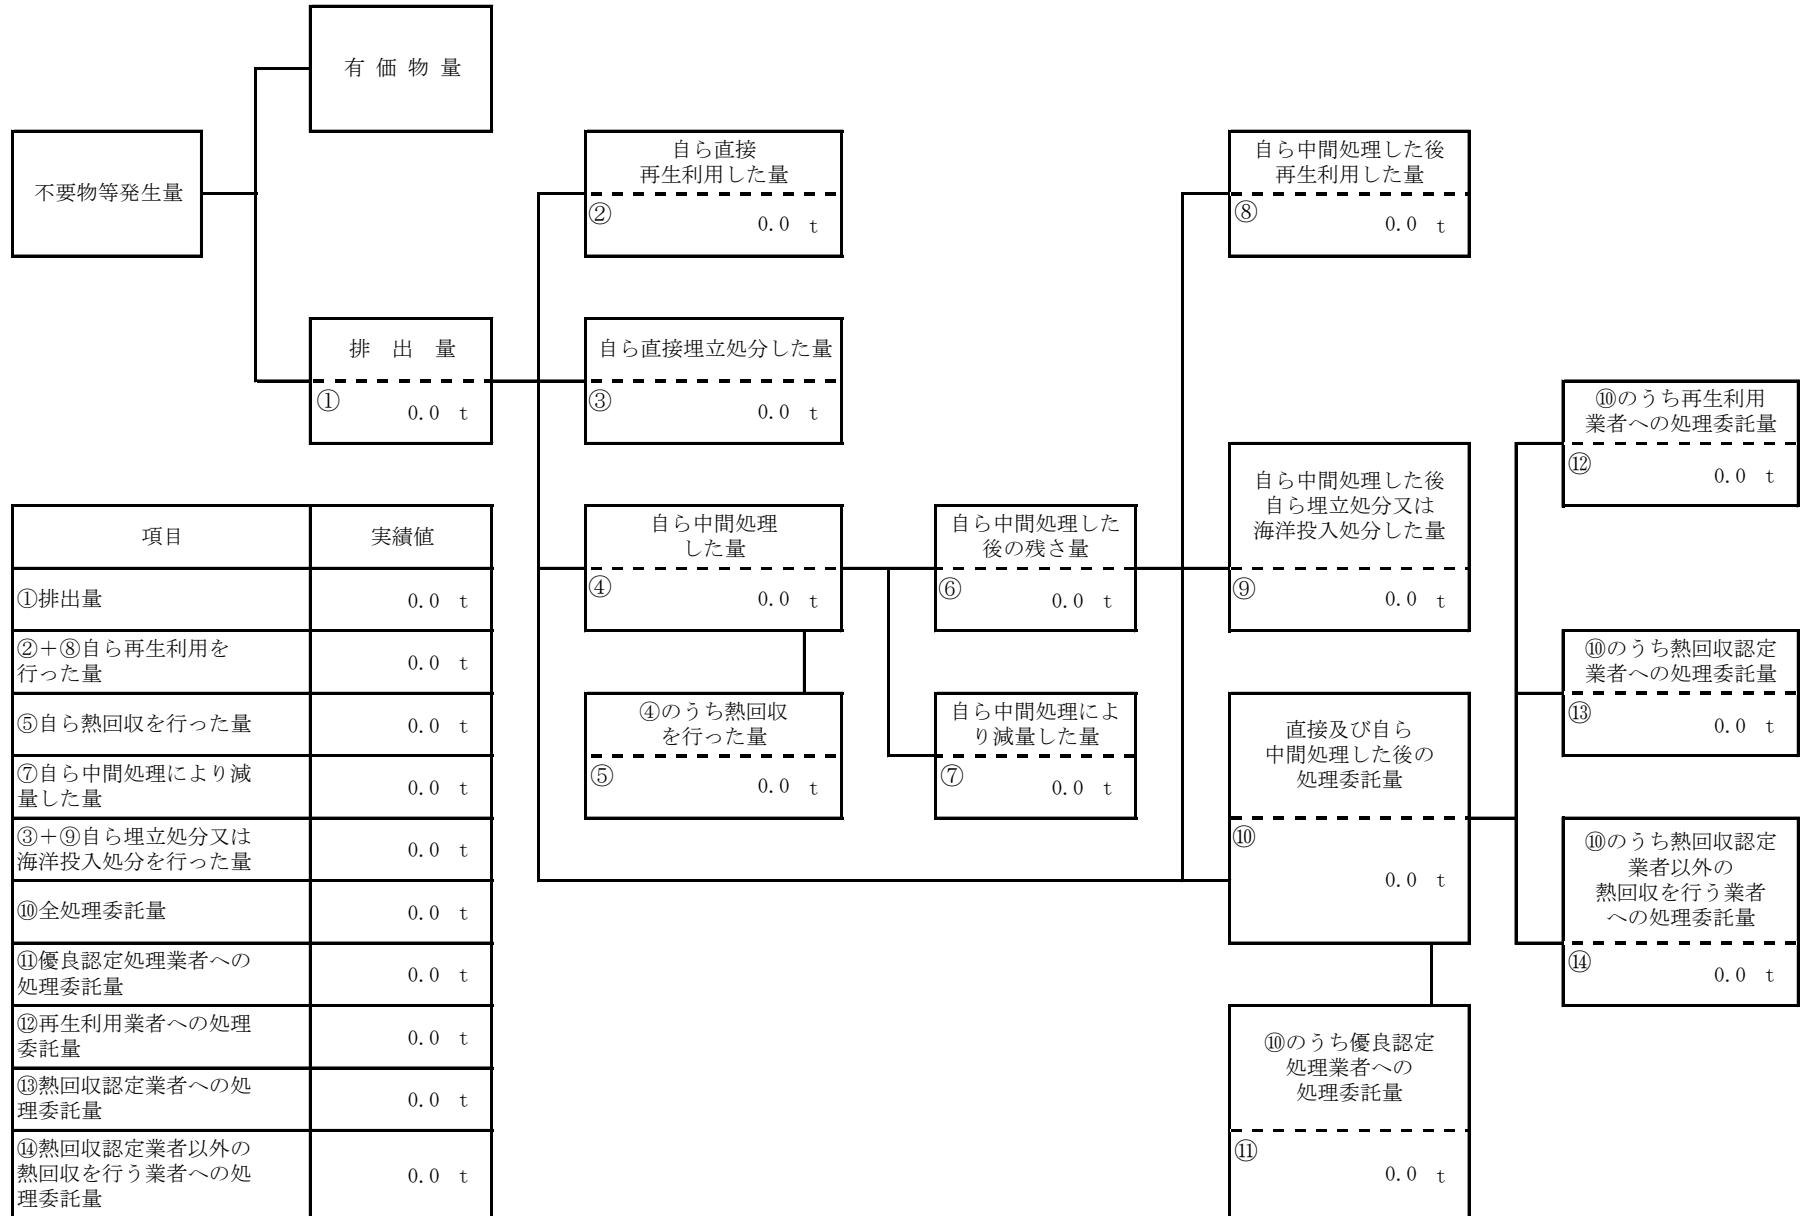 有価物量
不要物等発生量
自ら直接
再生利用した量
②
0.0 t
自ら中間処理した後
再生利用した量
⑧
0.0 t
排出量
①
0.0 t
自ら直接埋立処分した量
③
0.0 t
自ら中間処理
した量
④
0.0 t
自ら中間処理した
後の残さ量
⑥
0.0 t
自ら中間処理した後
自ら埋立処分又は
海洋投入処分した量
⑨
0.0 t
⑩のうち再生利用
業者への処理委託量
⑫
0.0 t
④のうち熱回収
を行った量
⑤
0.0 t
自ら中間処理によ
り減量した量
⑦
0.0 t
直接及び自ら
中間処理した後の
処理委託量
⑩
0.0 t
⑩のうち熱回収認定
業者への処理委託量
⑬
0.0 t
⑩のうち熱回収認定
業者以外の
熱回収を行う業者
への処理委託量
⑭
0.0 t
⑩のうち優良認定
処理業者への
処理委託量
⑪
0.0 t
項目 実績値
①排出量 0.0 t
②+⑧自ら再生利用を
行った量 0.0 t
⑤自ら熱回収を行った量 0.0 t
⑦自ら中間処理により減
量した量 0.0 t
③+⑨自ら埋立処分又は
海洋投入処分を行った量 0.0 t
⑩全処理委託量 0.0 t
⑪優良認定処理業者への
処理委託量 0.0 t
⑫再生利用業者への処理
委託量 0.0 t
⑬熱回収認定業者への処
理委託量 0.0 t
⑭熱回収認定業者以外の
熱回収を行う業者への処
理委託量 0.0 t